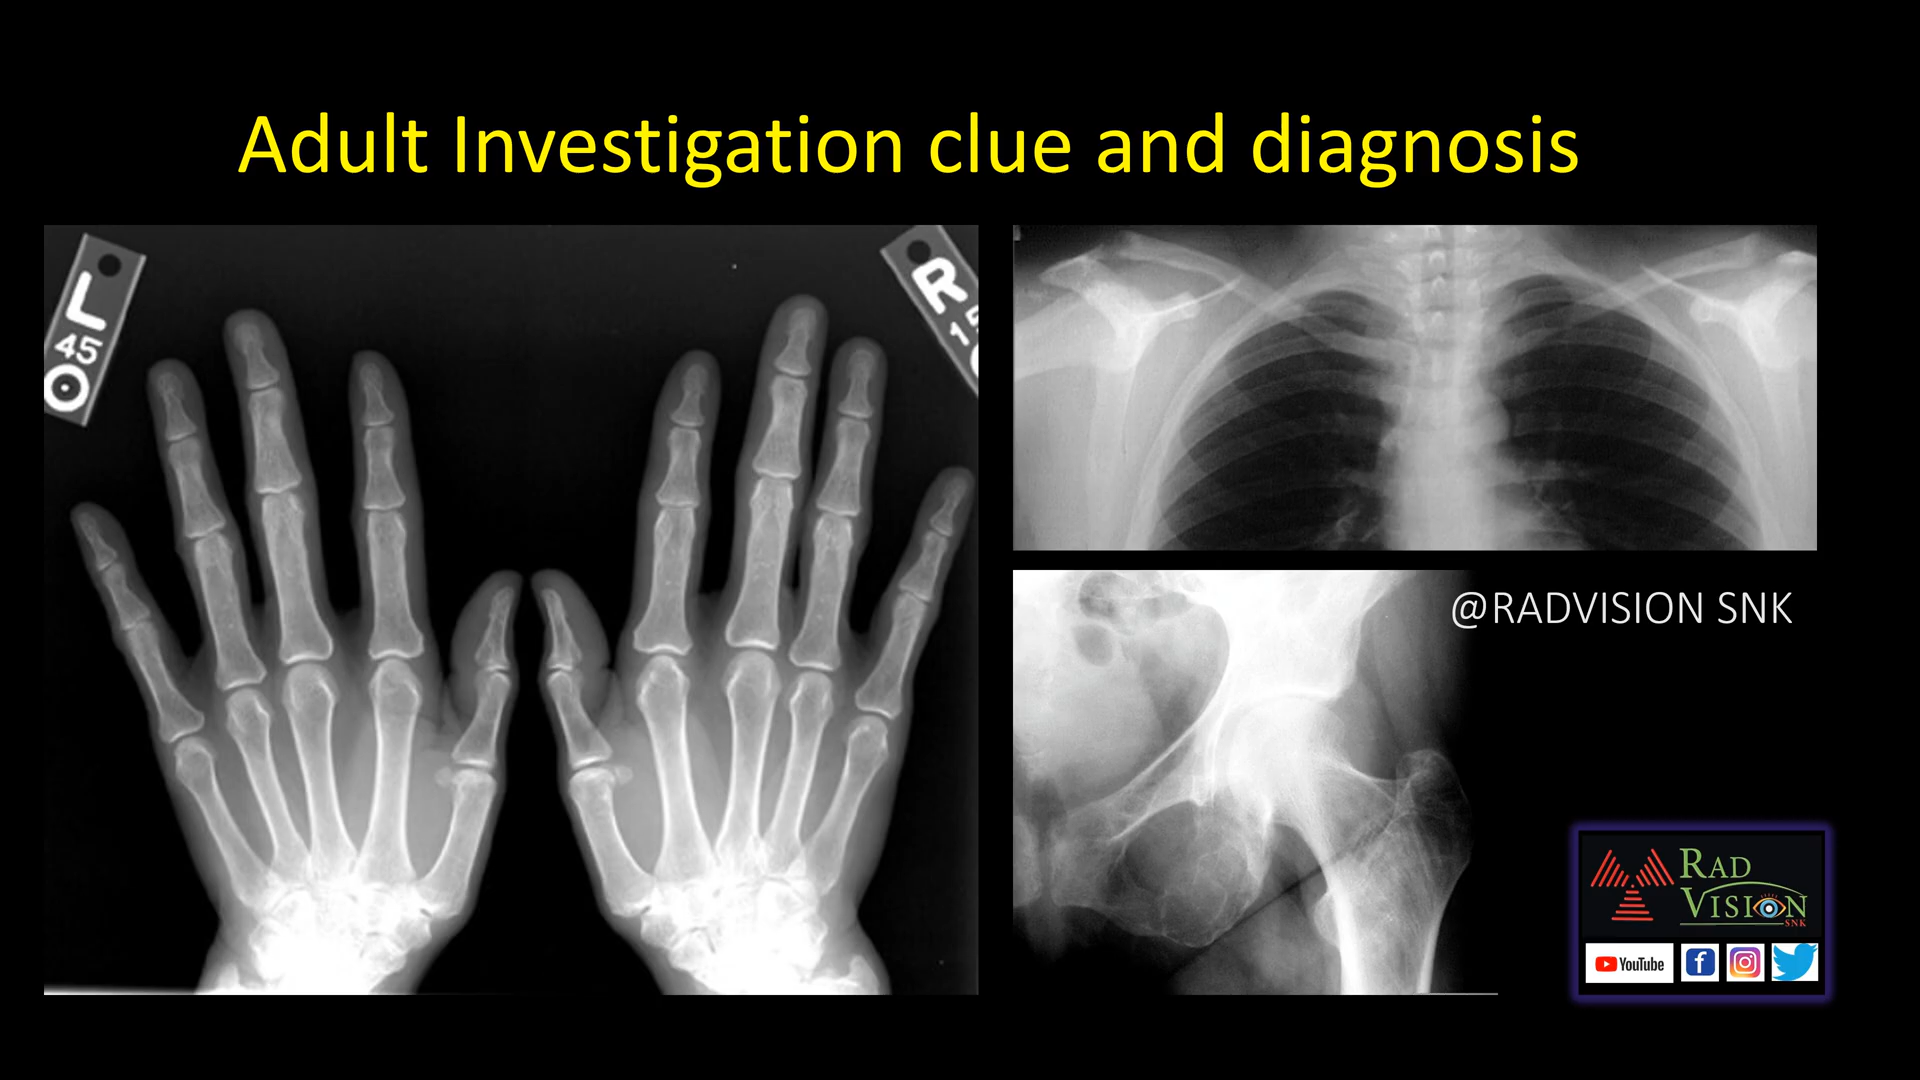 Adult Investigation clue and diagnosis
L
45
R
@RADVISION SNK
RAD
VISION
SNK
YouTube